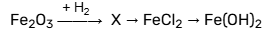 Fe₂O₃ —+ H₂→ X → FeCl₂ → Fe(OH)₂